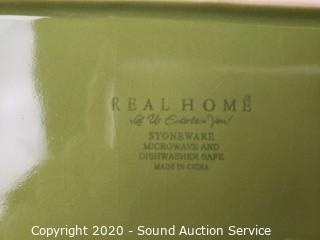 REAL HOME
Let Us Entertain You!
STONEWARE
MICROWAVE AND
DISHWASHER SAFE
MADE IN CHINA
Copyright 2020 - Sound Auction Service